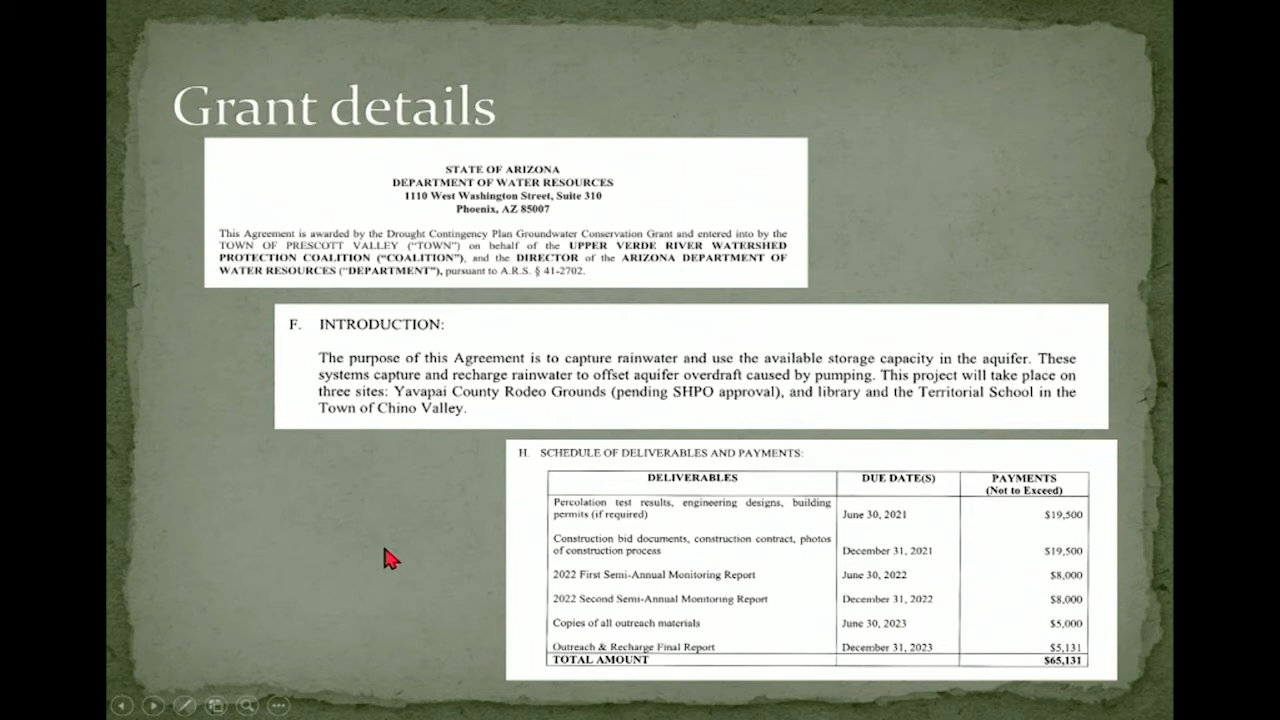 Grant details
STATE OF ARIZONA
DEPARTMENT OF WATER RESOURCES
1110 West Washington Street, Suite 310
Phoenix, AZ 85007
This Agreement is awarded by the Drought Contingency Plan Groundwater Conservation Grant and entered into by the
TOWN OF PRESCOTT VALLEY ("TOWN") on behalf of the UPPER VERDE RIVER WATERSHED
PROTECTION COALITION ("COALITION"), and the DIRECTOR of the ARIZONA DEPARTMENT OF
WATER RESOURCES ("DEPARTMENT"), pursuant to A.R.S. § 41-2702.
F. INTRODUCTION:
The purpose of this Agreement is to capture rainwater and use the available storage capacity in the aquifer. These
systems capture and recharge rainwater to offset aquifer overdraft caused by pumping. This project will take place on
three sites: Yavapai County Rodeo Grounds (pending SHPO approval), and library and the Territorial School in the
Town of Chino Valley.
H. SCHEDULE OF DELIVERABLES AND PAYMENTS:
DELIVERABLES DUE DATE(S) PAYMENTS
(Not to Exceed)
Percolation test results, engineering designs, building
permits (if required) June 30, 2021 $19,500
Construction bid documents, construction contract, photos
of construction process December 31, 2021 $19,500
2022 First Semi-Annual Monitoring Report June 30, 2022 $8,000
2022 Second Semi-Annual Monitoring Report December 31, 2022 $8,000
Copies of all outreach materials June 30, 2023 $5,000
Outreach & Recharge Final Report December 31, 2023 $5,131
TOTAL AMOUNT $65,131